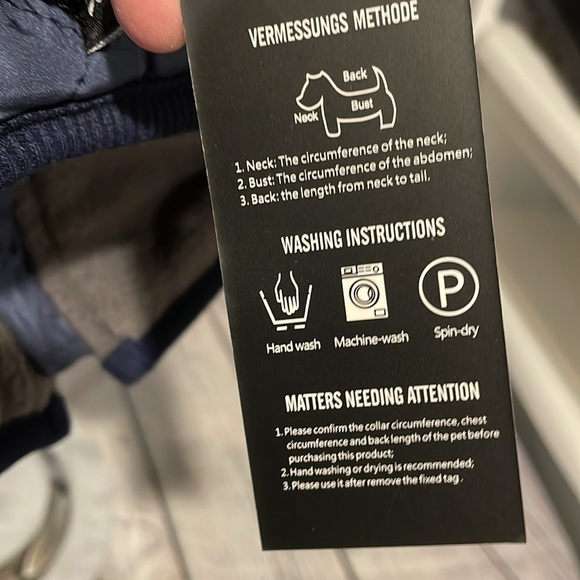 VERMESSUNGS METHODE
Back
Bust
Neck
1. Neck: The circumference of the neck;
2. Bust: The circumference of the abdomen;
3. Back: the length from neck to tail.
WASHING INSTRUCTIONS
P
Hand wash Machine-wash Spin-dry
MATTERS NEEDING ATTENTION
1. Please confirm the collar circumference, chest
circumference and back length of the pet before
purchasing this product;
2. Hand washing or drying is recommended;
3. Please use it after remove the fixed tag.